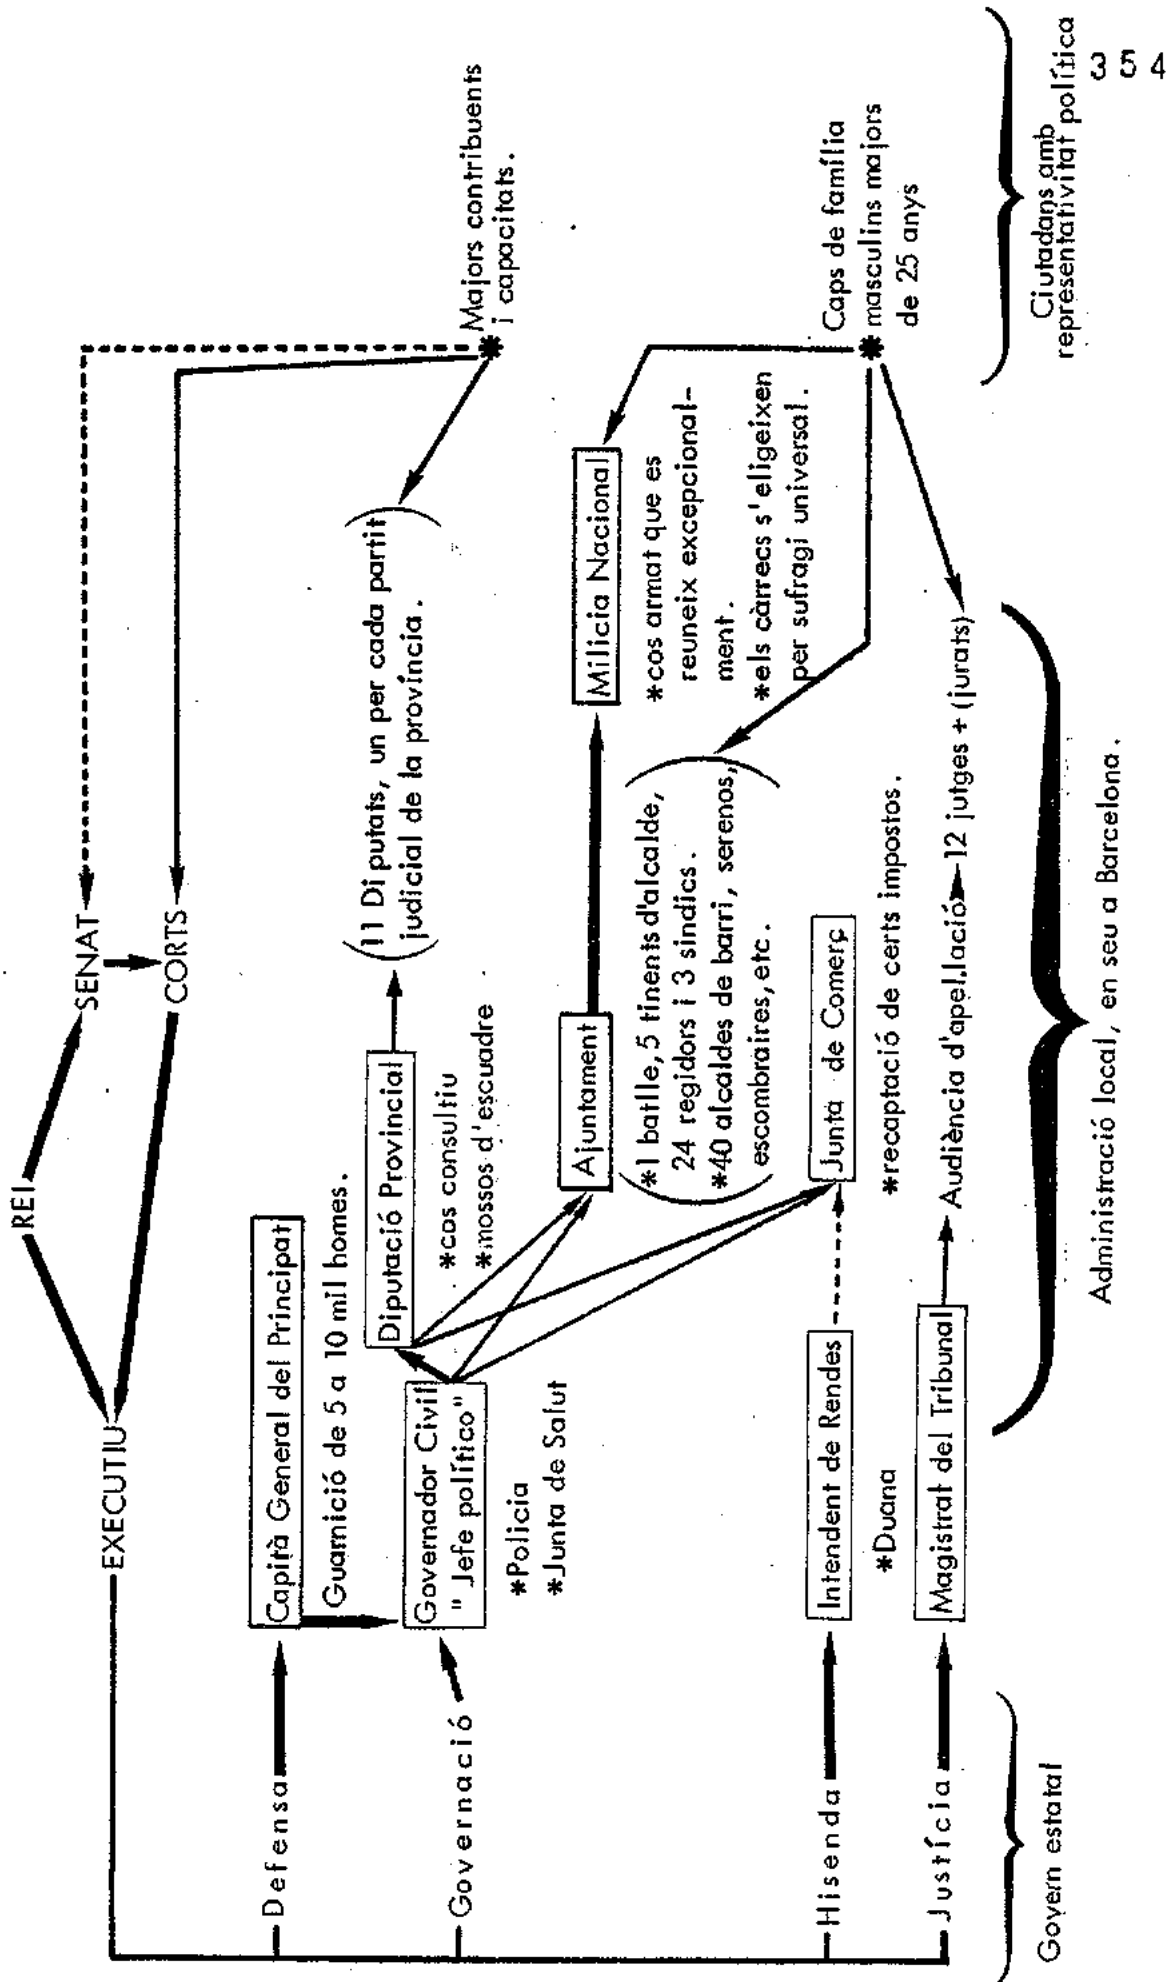 REI
SENAT
CORTS
EXECUTIU
Majors contribuents
i capacitats.
Defensa
Capità General del Principat
Guarnició de 5 a 10 mil homes.
Governació
Governador Civil
"Jefe político"
*Policia
*Junta de Salut
Diputació Provincial
*cos consultiu
*mossos d'escuadre
(11 Diputats, un per cada partit
judicial de la província.)
Ajuntament
*1 batlle, 5 tinents d'alcalde,
24 regidors i 3 síndics.
*40 alcaldes de barri, serenos,
escombraires, etc.
Milicia Nacional
*cos armat que es
reuneix excepcional-
ment.
*els càrrecs s'eligeixen
per sufragi universal.
Caps de família
masculins majors
de 25 anys
Hisenda
Intendent de Rendes
*Duana
Junta de Comerç
*recaptació de certs impostos.
Justícia
Magistrat del Tribunal
Audiència d'apel.lació
12 jutges + (jurats)
Govern estatal
Administració local, en seu a Barcelona.
Ciutadans amb
representativitat política
354